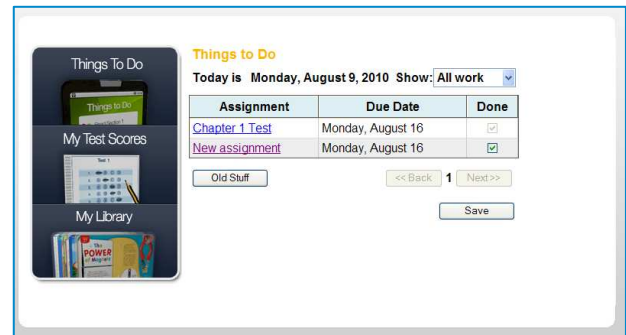 Things To Do
Things to Do
My Test Scores
Test 1
My Library
The
POWER
of Magnets
Things to Do
Today is Monday, August 9, 2010 Show: All work
Assignment Due Date Done
Chapter 1 Test Monday, August 16
New assignment Monday, August 16
Old Stuff << Back 1 Next>>
Save